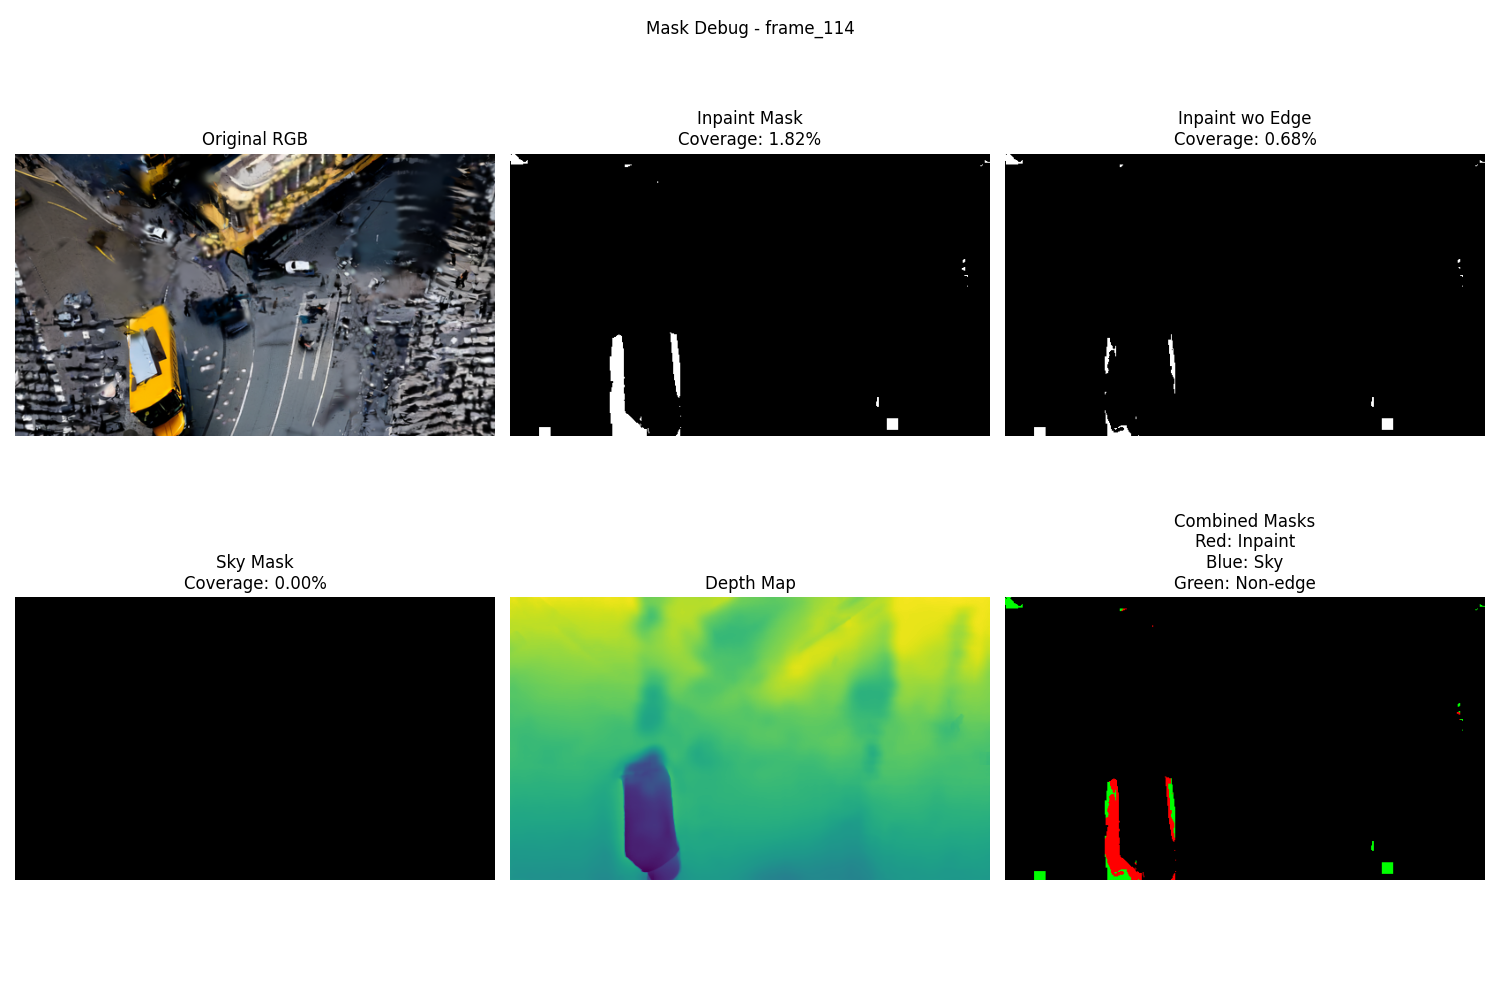 Mask Debug - frame_114
Original RGB
Inpaint Mask
Coverage: 1.82%
Inpaint wo Edge
Coverage: 0.68%
Sky Mask
Coverage: 0.00%
Depth Map
Combined Masks
Red: Inpaint
Blue: Sky
Green: Non-edge